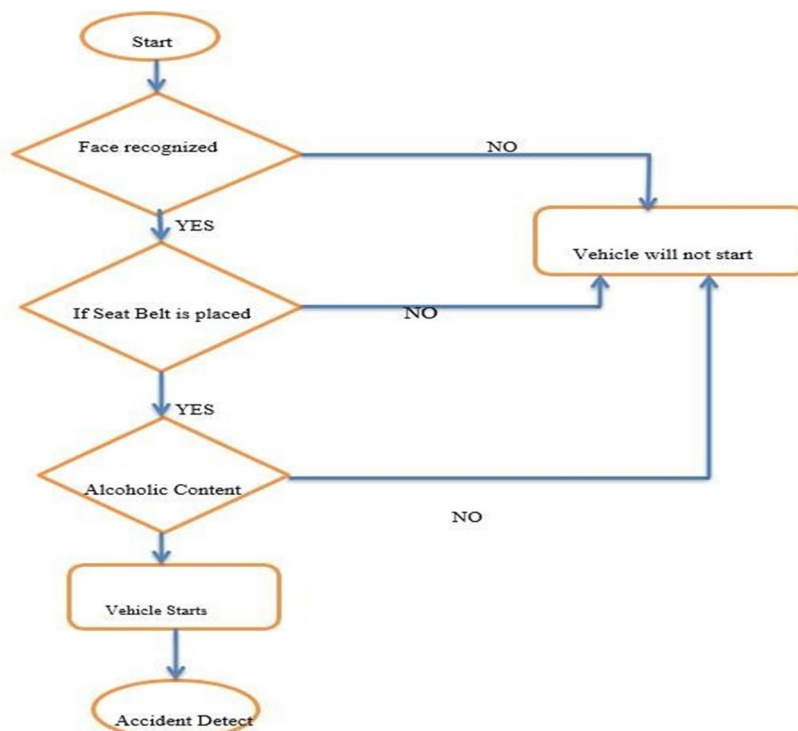 Start
Face recognized
NO
YES
Vehicle will not start
If Seat Belt is placed
NO
YES
Alcoholic Content
NO
Vehicle Starts
Accident Detect